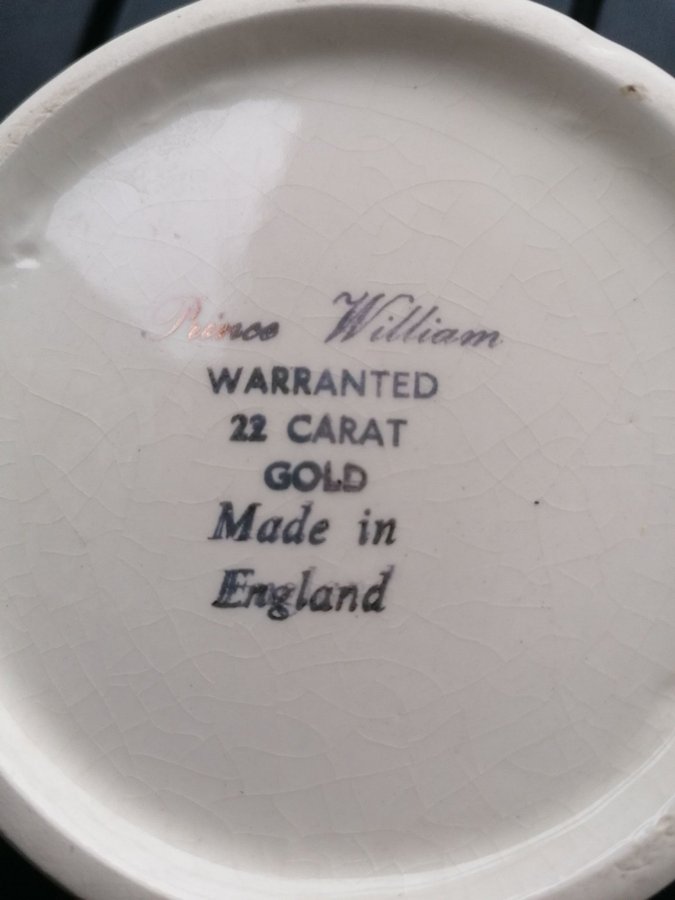 Prince William
WARRANTED
22 CARAT
GOLD
Made in
England